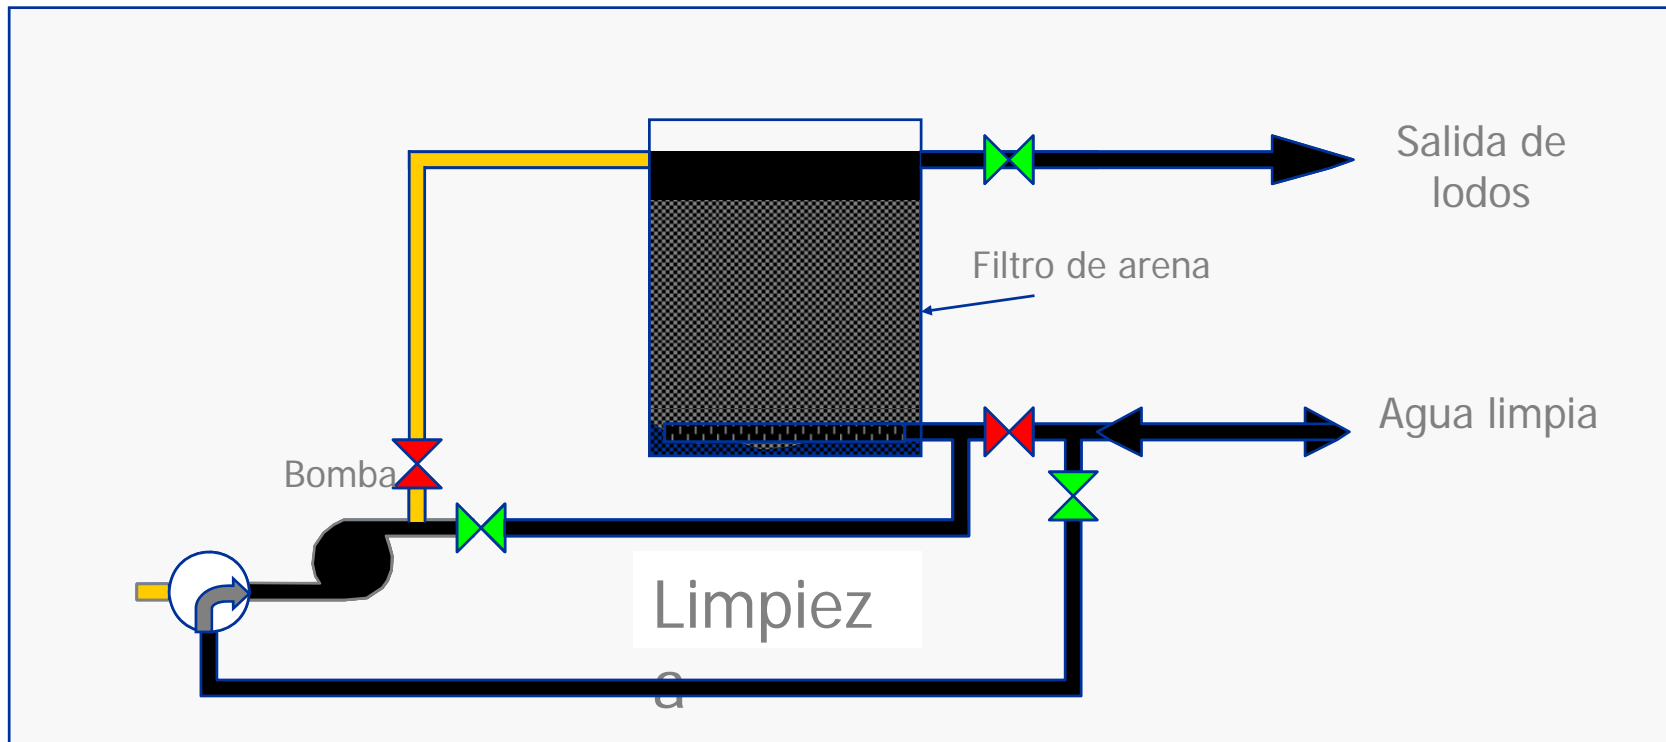 Salida de
lodos
Filtro de arena
Agua limpia
Bomba
Limpiez
a